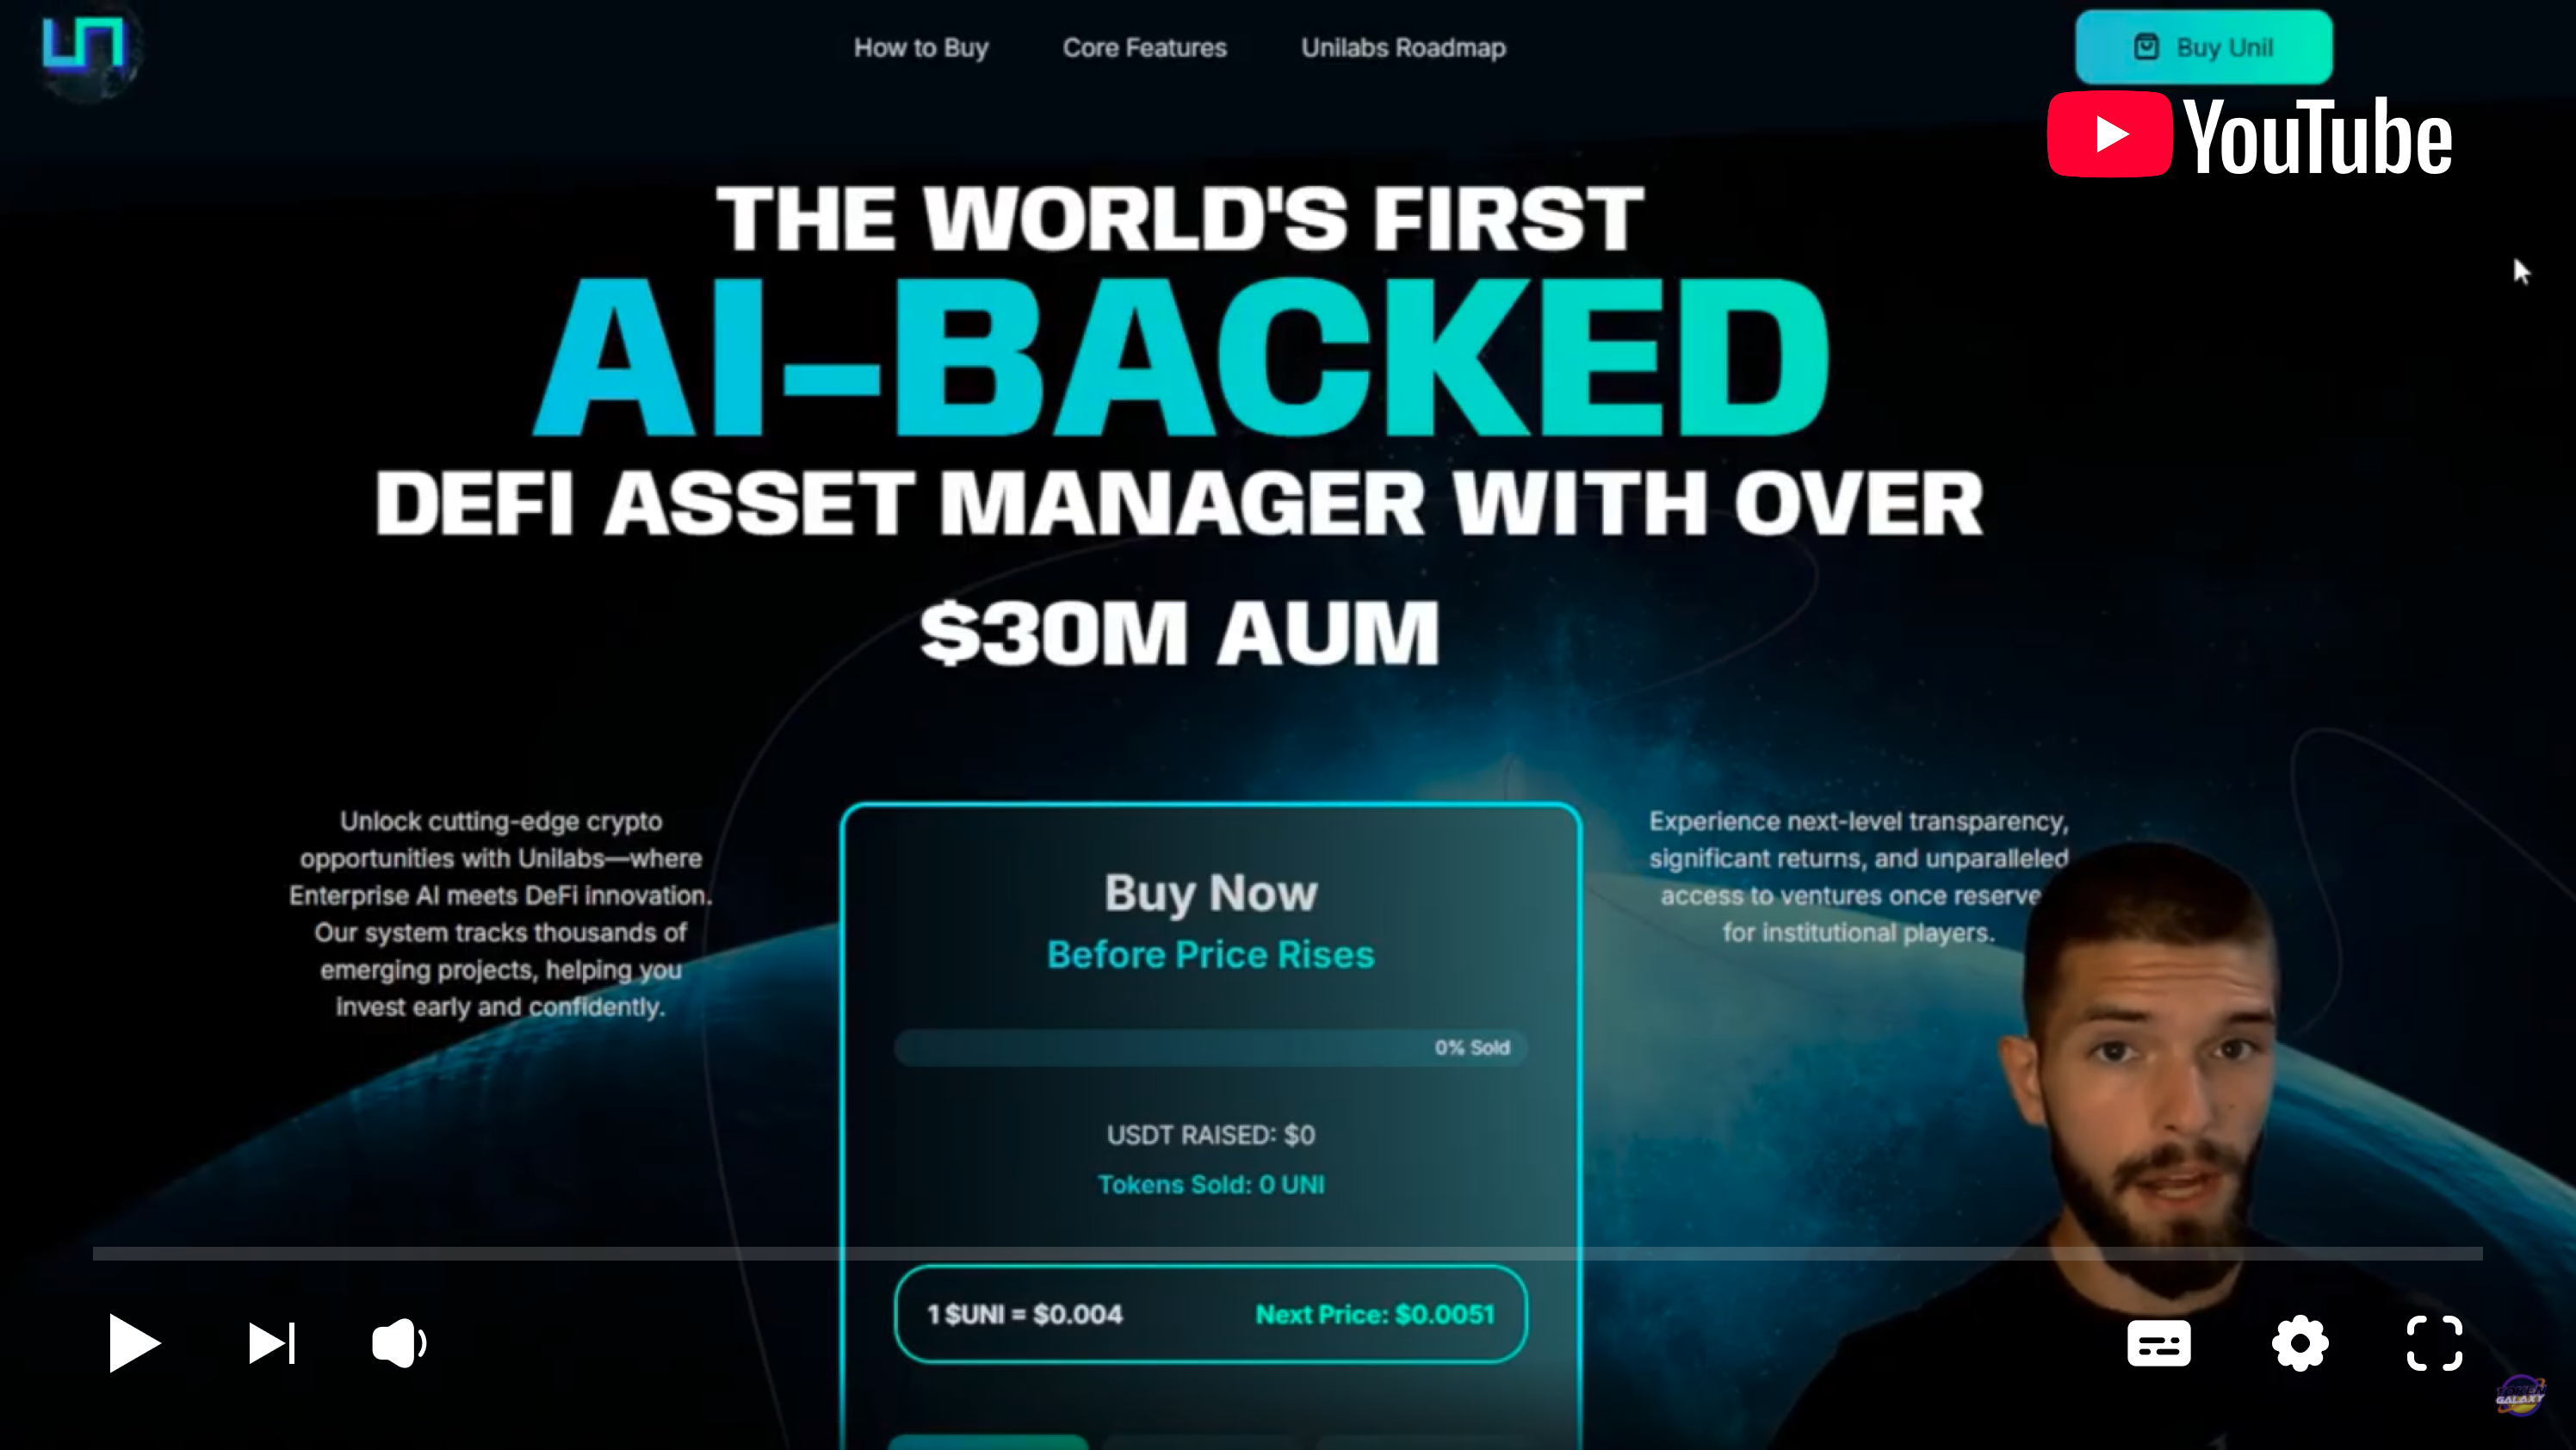 How to Buy
Core Features
Unilabs Roadmap
Buy Unil
YouTube
THE WORLD'S FIRST
AI-BACKED
DEFI ASSET MANAGER WITH OVER
$30M AUM
Unlock cutting-edge crypto
opportunities with Unilabs—where
Enterprise AI meets DeFi innovation.
Our system tracks thousands of
emerging projects, helping you
invest early and confidently.
Buy Now
Before Price Rises
0% Sold
USDT RAISED: $0
Tokens Sold: 0 UNI
1 $UNI = $0.004
Next Price: $0.0051
Experience next-level transparency,
significant returns, and unparalleled
access to ventures once reserve
for institutional players.
TOKEN
GALAXY